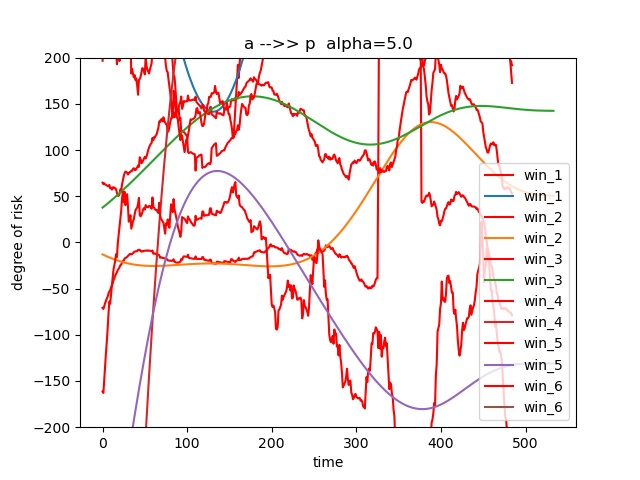 a -->> p  alpha=5.0
degree of risk
200
150
100
50
0
−50
−100
−150
−200
0
100
200
300
400
500
time
win_1
win_1
win_2
win_2
win_3
win_3
win_4
win_4
win_5
win_5
win_6
win_6